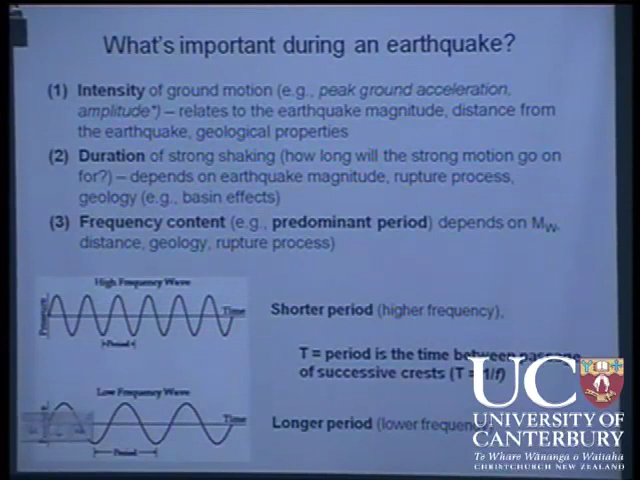 What's important during an earthquake?
(1) Intensity of ground motion (e.g., peak ground acceleration,
amplitude*) – relates to the earthquake magnitude, distance from
the earthquake, geological properties
(2) Duration of strong shaking (how long will the strong motion go on
for?) – depends on earthquake magnitude, rupture process,
geology (e.g., basin effects)
(3) Frequency content (e.g., predominant period) depends on Mw,
distance, geology, rupture process)
High Frequency Wave
Pressure
Time
Period
Shorter period (higher frequency),
T = period is the time between passage
of successive crests (T = 1/f)
Low Frequency Wave
Time
Period
Longer period (lower frequency)
UC
UNIVERSITY OF
CANTERBURY
Te Whare Wānanga o Waitaha
CHRISTCHURCH NEW ZEALAND